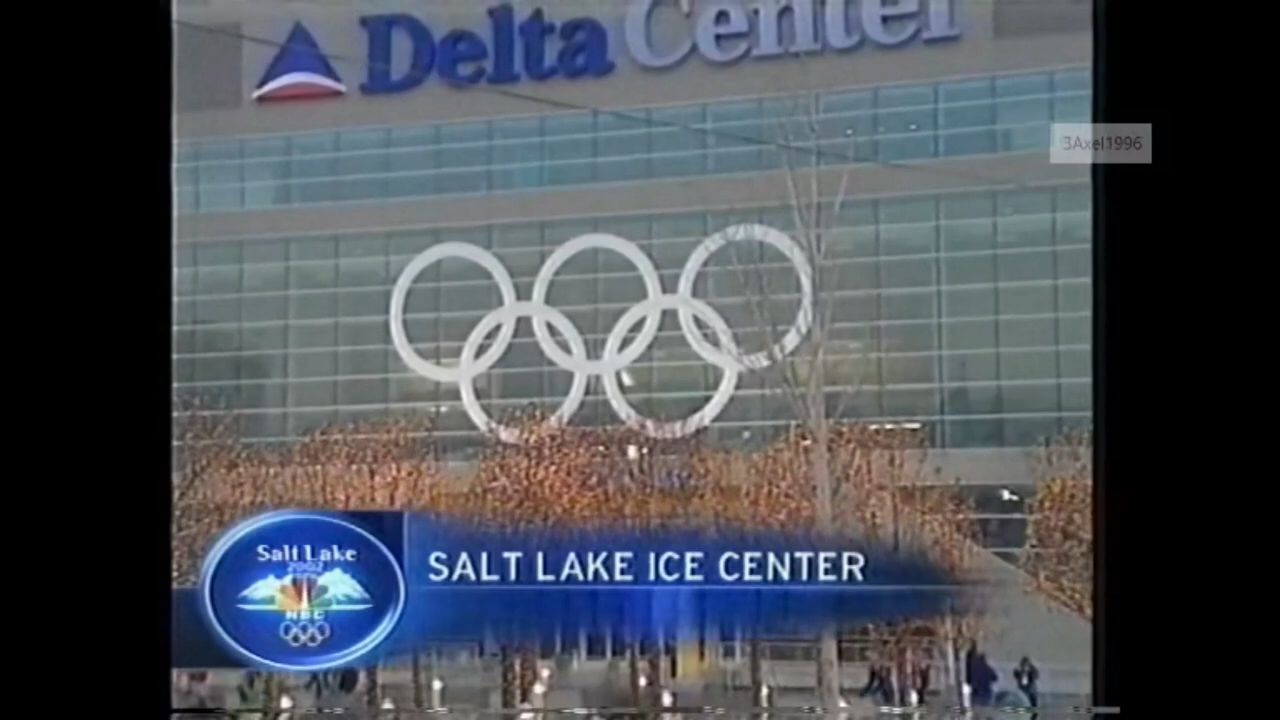 Delta Center
3Axel1996
Salt Lake
2002
NBC
SALT LAKE ICE CENTER